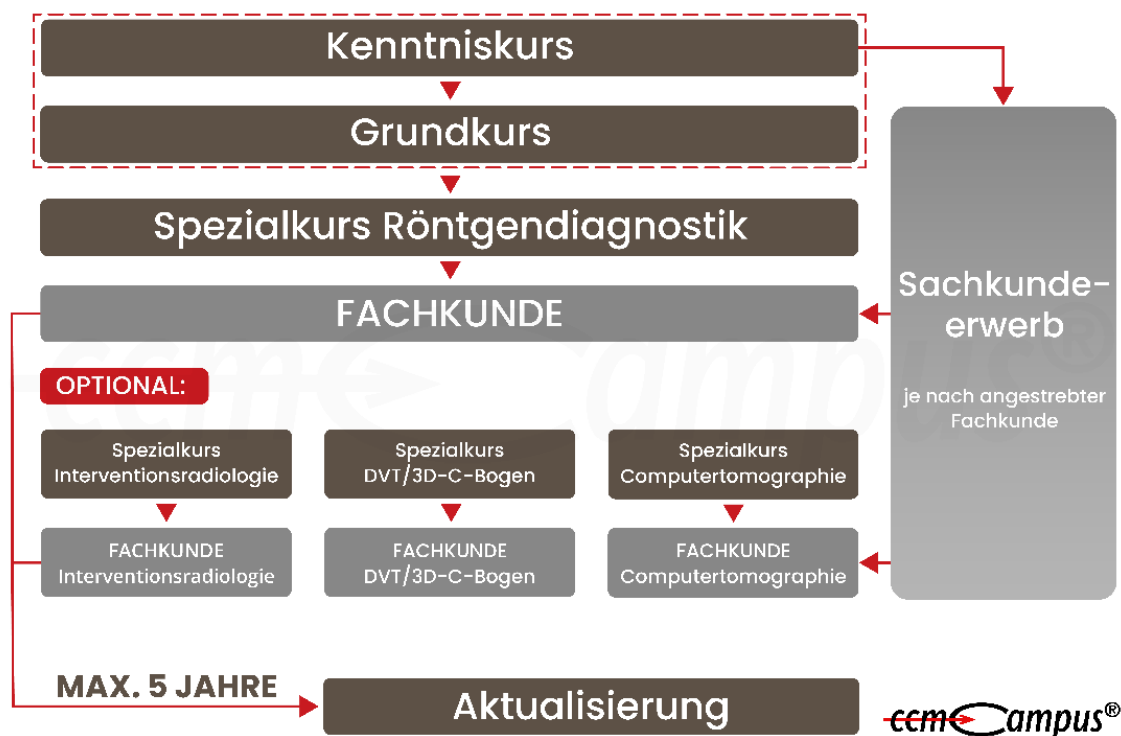 Kenntniskurs
Grundkurs
Spezialkurs Röntgendiagnostik
FACHKUNDE
Sachkunde-
erwerb
je nach angestrebter
Fachkunde
OPTIONAL:
Spezialkurs
Interventionsradiologie
Spezialkurs
DVT/3D-C-Bogen
Spezialkurs
Computertomographie
FACHKUNDE
Interventionsradiologie
FACHKUNDE
DVT/3D-C-Bogen
FACHKUNDE
Computertomographie
MAX. 5 JAHRE
Aktualisierung
ccmCampus®
ccmCampus®